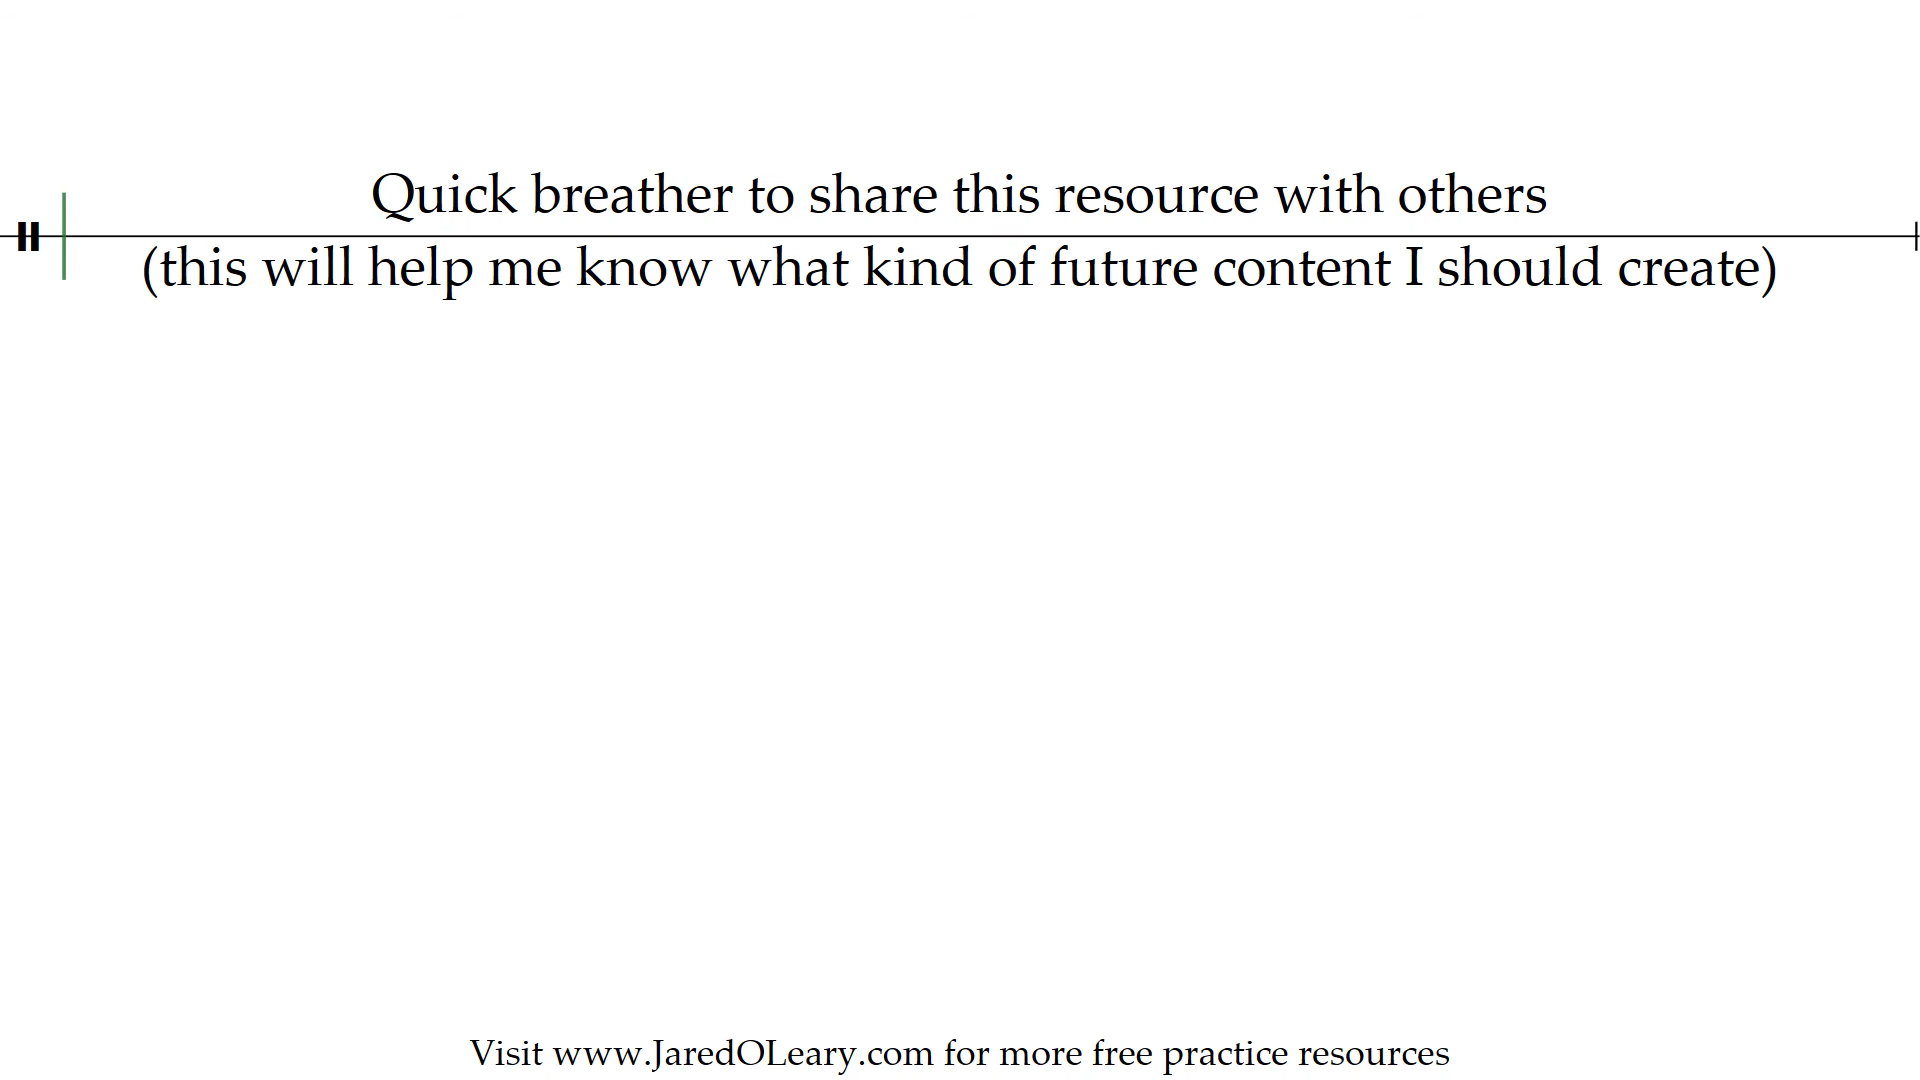 Quick breather to share this resource with others
(this will help me know what kind of future content I should create)
Visit www.JaredOLeary.com for more free practice resources